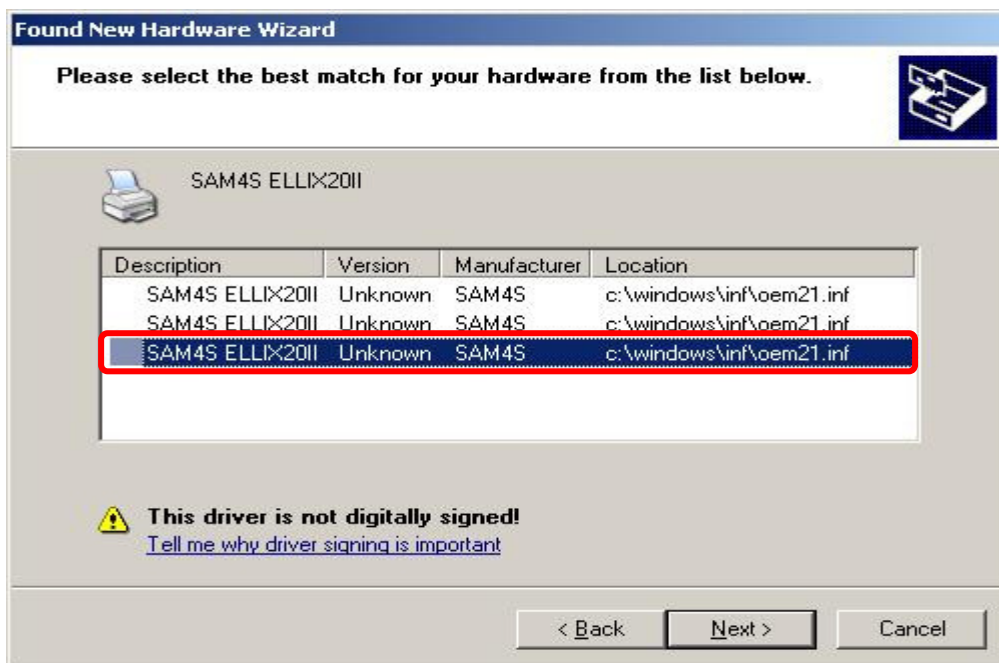 Found New Hardware Wizard
Please select the best match for your hardware from the list below.
SAM4S ELLIX20II
Description Version Manufacturer Location
SAM4S ELLIX20II Unknown SAM4S c:\windows\inf\oem21.inf
SAM4S ELLIX20II Unknown SAM4S c:\windows\inf\oem21.inf
SAM4S ELLIX20II Unknown SAM4S c:\windows\inf\oem21.inf
This driver is not digitally signed!
Tell me why driver signing is important
< Back Next > Cancel